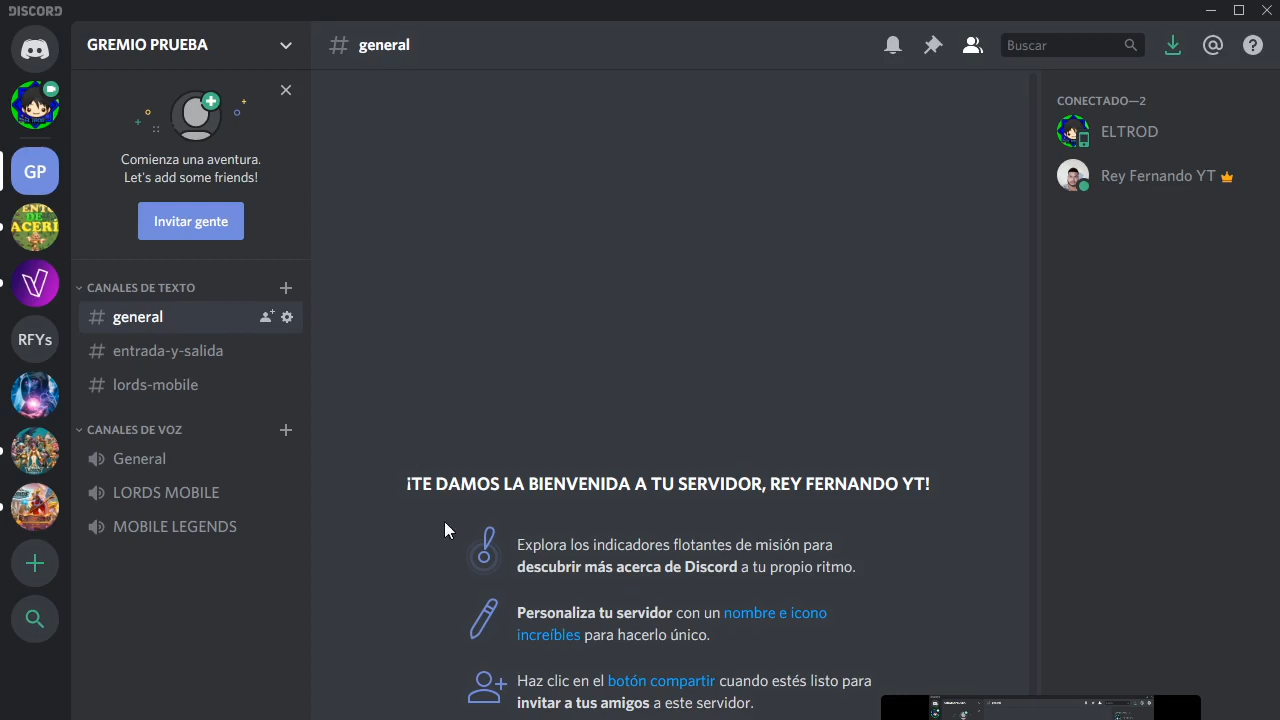 DISCORD
GREMIO PRUEBA
general
Buscar
Comienza una aventura.
Let's add some friends!
Invitar gente
GP
ENTO
DE
ACERÍ
RFYs
CANALES DE TEXTO
general
entrada-y-salida
lords-mobile
CANALES DE VOZ
General
LORDS MOBILE
MOBILE LEGENDS
¡TE DAMOS LA BIENVENIDA A TU SERVIDOR, REY FERNANDO YT!
Explora los indicadores flotantes de misión para
descubrir más acerca de Discord a tu propio ritmo.
Personaliza tu servidor con un nombre e icono
increíbles para hacerlo único.
Haz clic en el botón compartir cuando estés listo para
invitar a tus amigos a este servidor.
CONECTADO—2
ELTROD
Rey Fernando YT